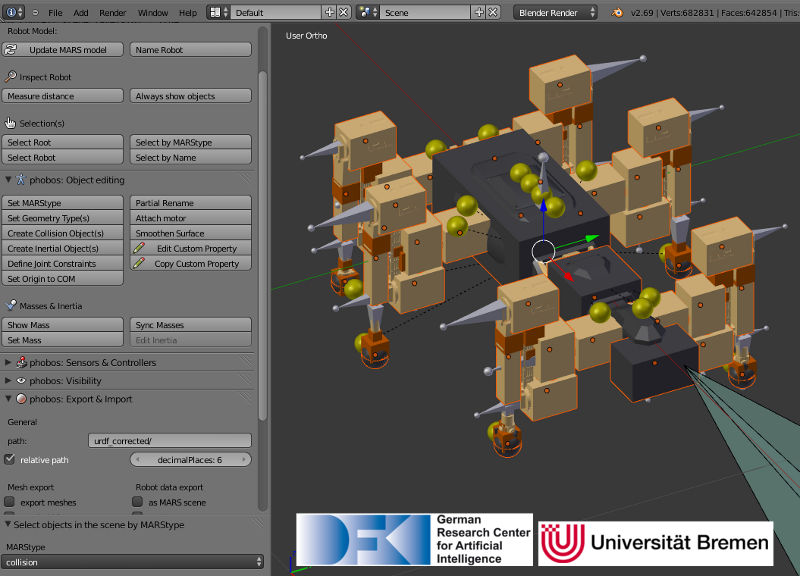 File Add Render Window Help Default Scene Blender Render v2.69 | Verts:682831 | Faces:642854 | Tris:
Robot Model:
Update MARS model Name Robot
Inspect Robot
Measure distance Always show objects
Selection(s)
Select Root Select by MARStype
Select Robot Select by Name
phobos: Object editing
Set MARStype Partial Rename
Set Geometry Type(s) Attach motor
Create Collision Object(s) Smoothen Surface
Create Inertial Object(s) Edit Custom Property
Define Joint Constraints Copy Custom Property
Set Origin to COM
Masses & Inertia
Show Mass Sync Masses
Set Mass Edit Inertia
phobos: Sensors & Controllers
phobos: Visibility
phobos: Export & Import
General
path: urdf_corrected/
relative path decimalPlaces: 6
Mesh export Robot data export
export meshes as MARS scene
Select objects in the scene by MARStype
MARStype
collision
User Ortho
DFK
German
Research Center
for Artificial
Intelligence
Universität Bremen